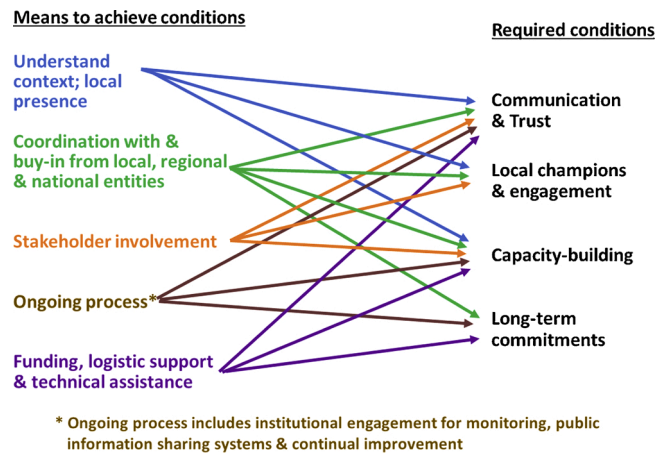 Means to achieve conditions
Required conditions
Understand
context; local
presence
Coordination with &
buy-in from local, regional
& national entities
Stakeholder involvement
Ongoing process*
Funding, logistic support
& technical assistance
Communication
& Trust
Local champions
& engagement
Capacity-building
Long-term
commitments
* Ongoing process includes institutional engagement for monitoring, public
information sharing systems & continual improvement